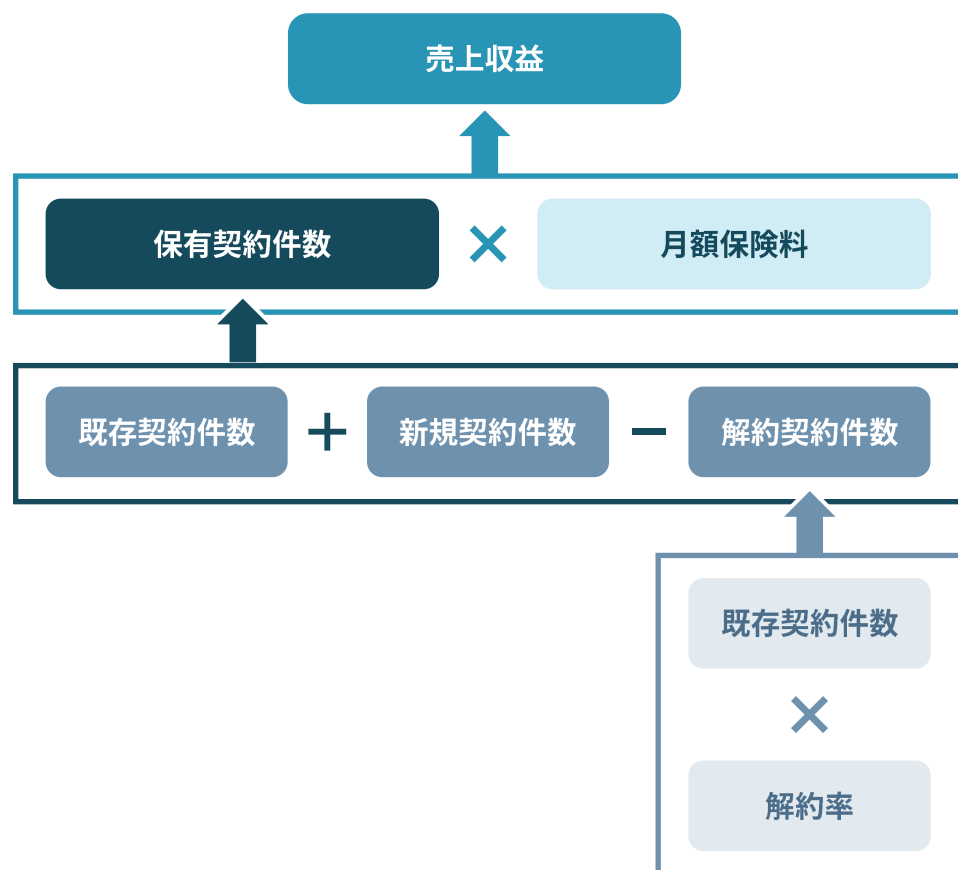 売上収益
保有契約件数 × 月額保険料
既存契約件数 + 新規契約件数 − 解約契約件数
既存契約件数
×
解約率